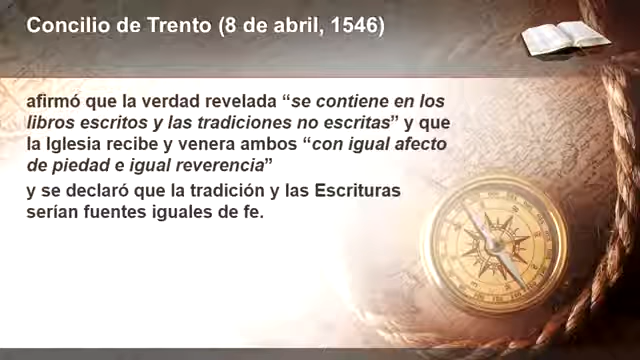 Concilio de Trento (8 de abril, 1546)
afirmó que la verdad revelada “se contiene en los
libros escritos y las tradiciones no escritas” y que
la Iglesia recibe y venera ambos “con igual afecto
de piedad e igual reverencia”
y se declaró que la tradición y las Escrituras
serían fuentes iguales de fe.